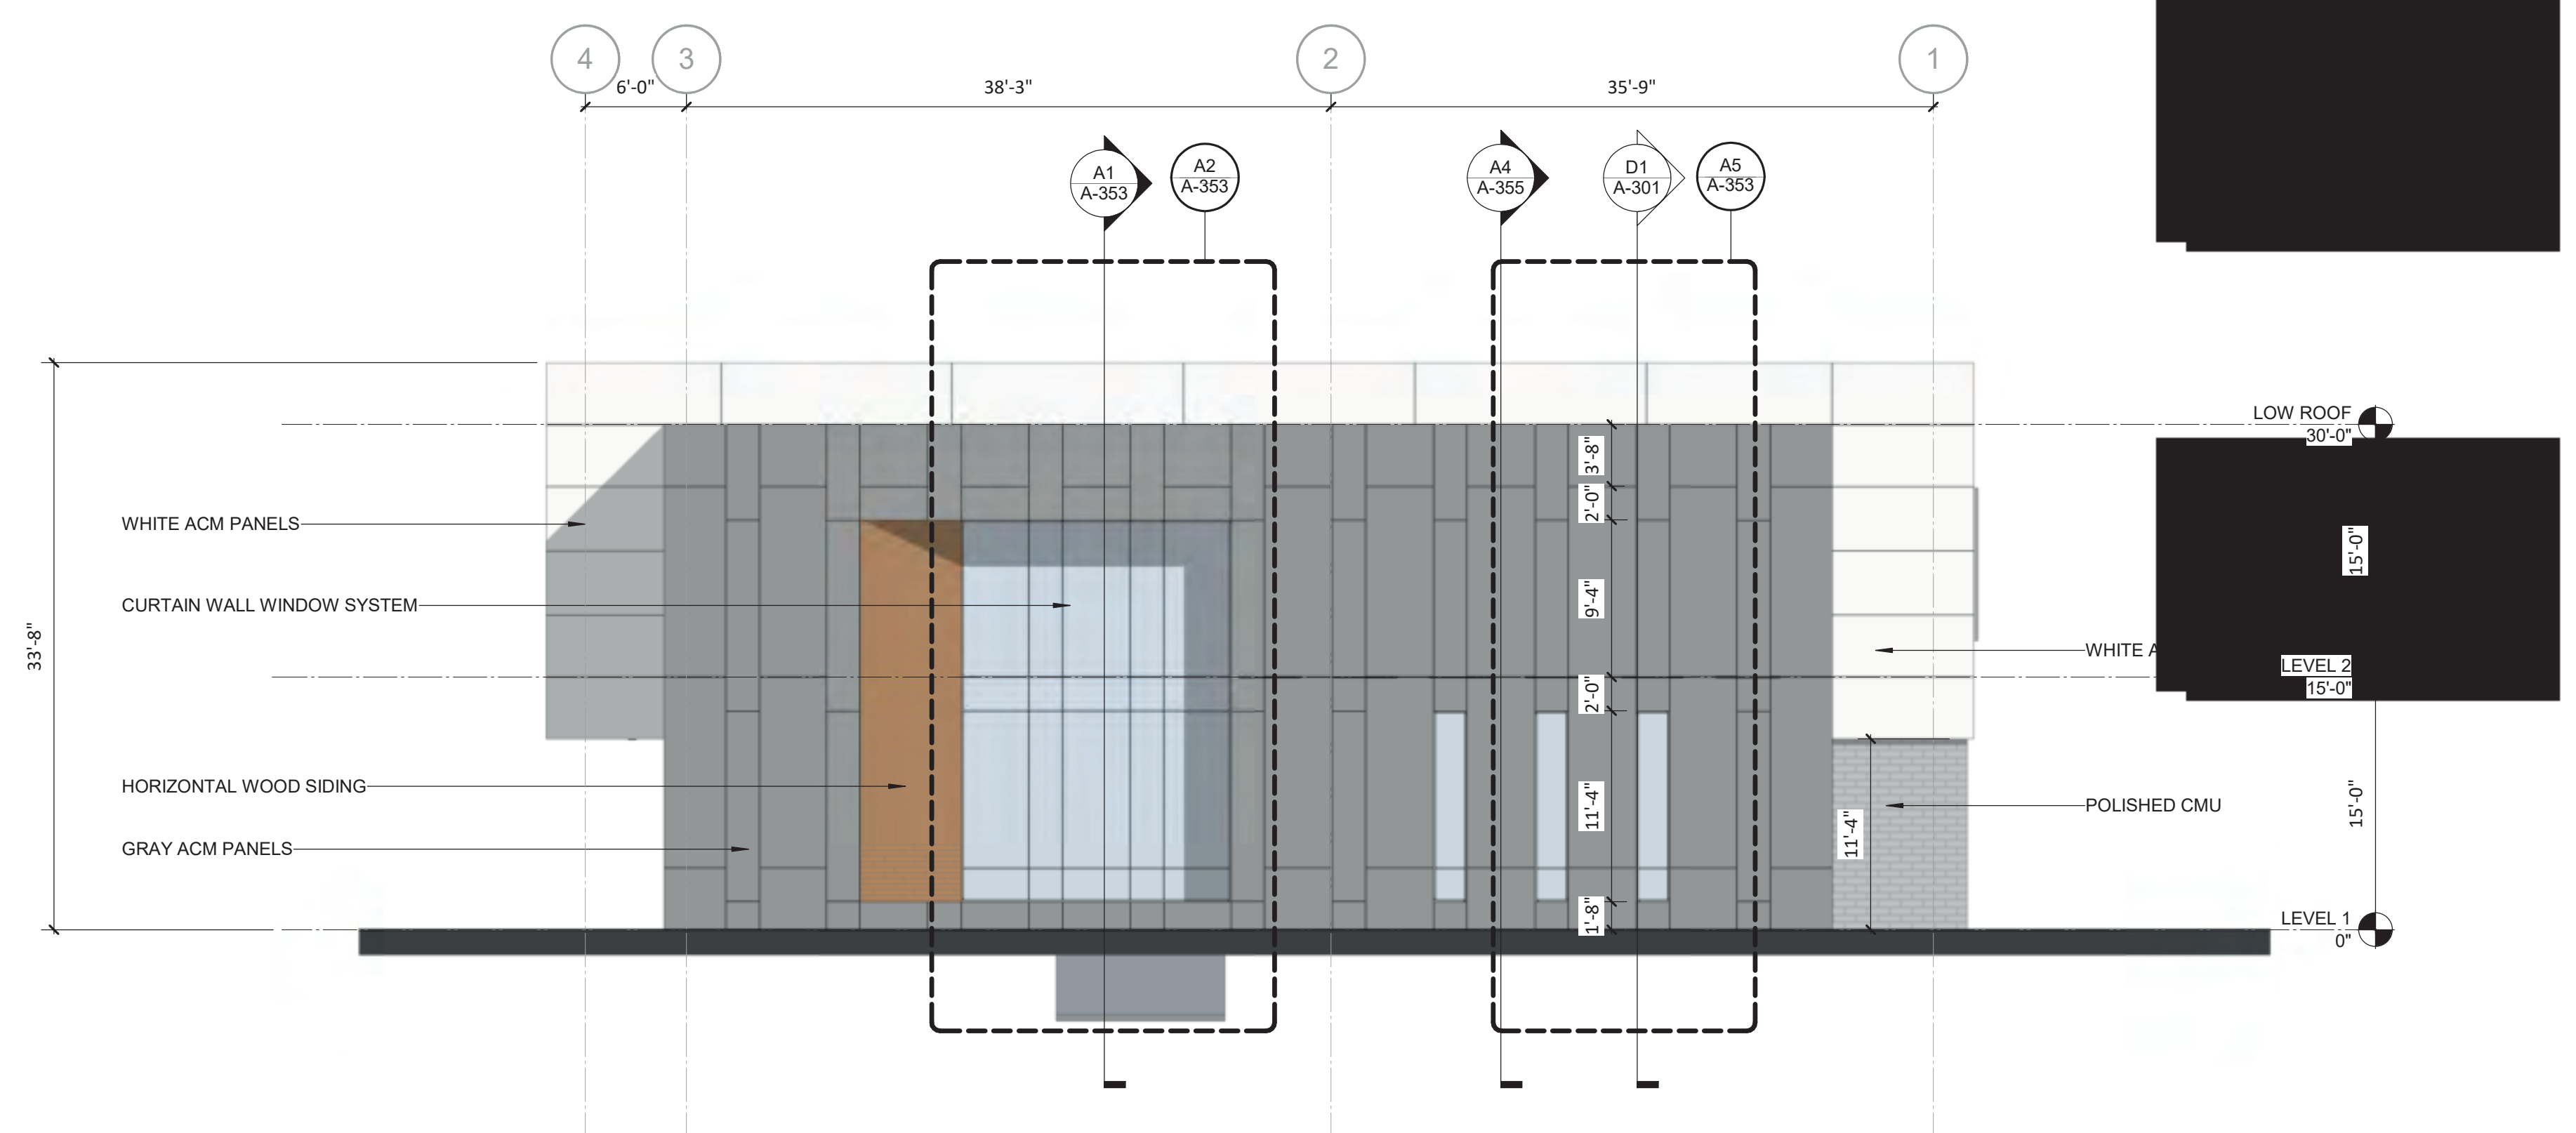 4
3
2
1
6'-0"
38'-3"
35'-9"
A1
A-353
A2
A-353
A4
A-355
D1
A-301
A5
A-353
LOW ROOF
30'-0"
3'-8"
2'-0"
WHITE ACM PANELS
15'-0"
CURTAIN WALL WINDOW SYSTEM
9'-4"
33'-8"
WHITE A
LEVEL 2
15'-0"
2'-0"
HORIZONTAL WOOD SIDING
11'-4"
11'-4"
POLISHED CMU
15'-0"
GRAY ACM PANELS
1'-8"
LEVEL 1
0"